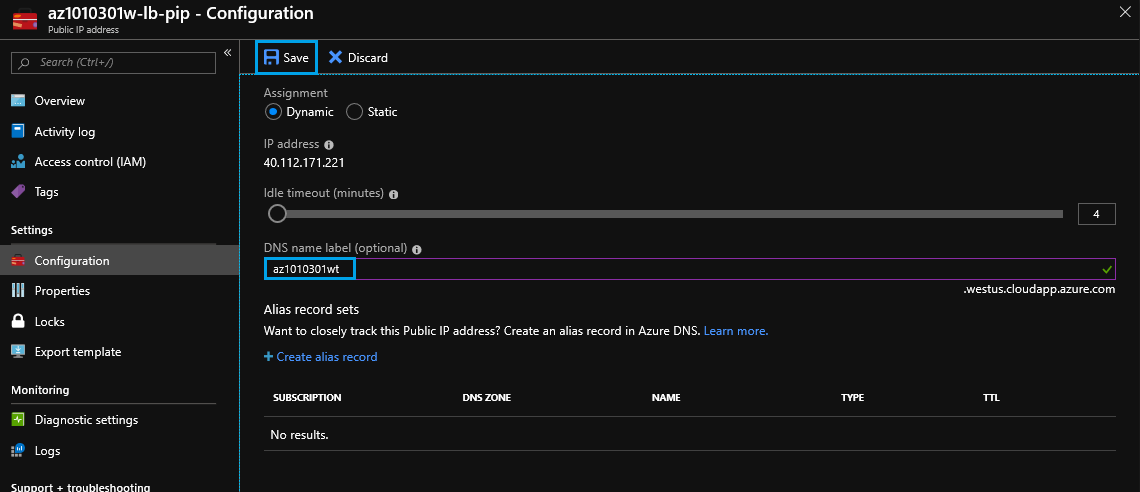 az1010301w-lb-pip - Configuration
Public IP address
Search (Ctrl+/)
Overview
Activity log
Access control (IAM)
Tags
Settings
Configuration
Properties
Locks
Export template
Monitoring
Diagnostic settings
Logs
Support + troubleshooting
Save Discard
Assignment
Dynamic Static
IP address
40.112.171.221
Idle timeout (minutes)
4
DNS name label (optional)
az1010301wt
.westus.cloudapp.azure.com
Alias record sets
Want to closely track this Public IP address? Create an alias record in Azure DNS. Learn more.
+ Create alias record
SUBSCRIPTION DNS ZONE NAME TYPE TTL
No results.